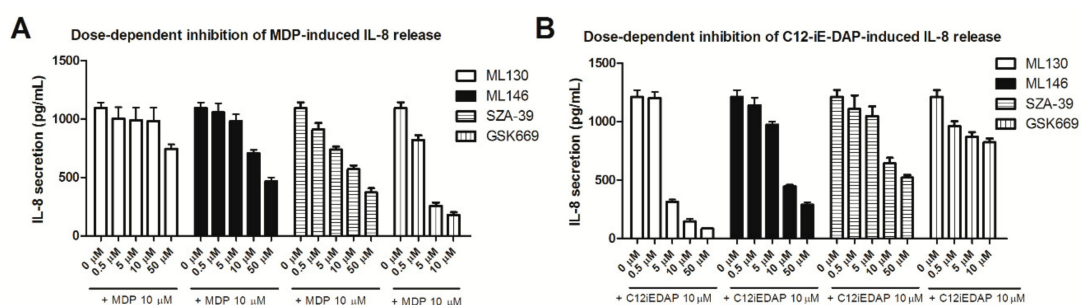 A
Dose-dependent inhibition of MDP-induced IL-8 release
IL-8 secretion (pg/mL)
1500
1000
500
0
ML130
ML146
SZA-39
GSK669
0 μM
0.5 μM
5 μM
10 μM
50 μM
0 μM
0.5 μM
5 μM
10 μM
50 μM
0 μM
0.5 μM
5 μM
10 μM
50 μM
0 μM
0.5 μM
5 μM
10 μM
+ MDP 10 μM
+ MDP 10 μM
+ MDP 10 μM
+ MDP 10 μM
B
Dose-dependent inhibition of C12-iE-DAP-induced IL-8 release
IL-8 secretion (pg/mL)
1500
1000
500
0
ML130
ML146
SZA-39
GSK669
0 μM
0.5 μM
5 μM
10 μM
50 μM
0 μM
0.5 μM
5 μM
10 μM
50 μM
0 μM
0.5 μM
5 μM
10 μM
50 μM
0 μM
0.5 μM
5 μM
10 μM
+ C12iEDAP 10 μM
+ C12iEDAP 10 μM
+ C12iEDAP 10 μM
+ C12iEDAP 10 μM